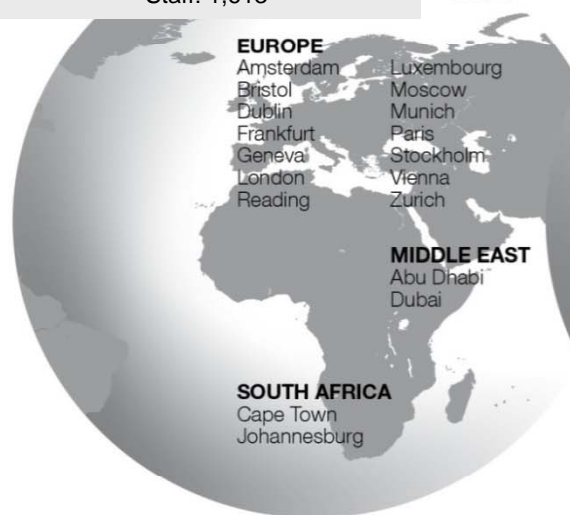 EUROPE
Amsterdam
Bristol
Dublin
Frankfurt
Geneva
London
Reading
Luxembourg
Moscow
Munich
Paris
Stockholm
Vienna
Zurich
MIDDLE EAST
Abu Dhabi
Dubai
SOUTH AFRICA
Cape Town
Johannesburg